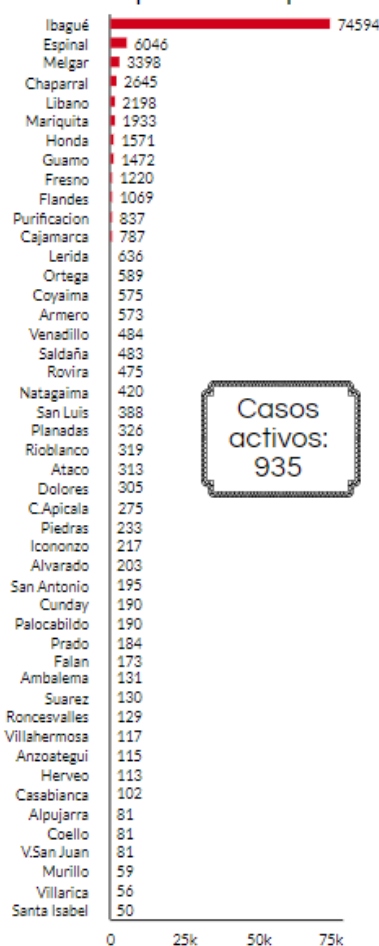 Ibagué 74594
Espinal 6046
Melgar 3398
Chaparral 2645
Libano 2198
Mariquita 1933
Honda 1571
Guamo 1472
Fresno 1220
Flandes 1069
Purificacion 837
Cajamarca 787
Lerida 636
Ortega 589
Coyaima 575
Armero 573
Venadillo 484
Saldaña 483
Rovira 475
Natagaima 420
San Luis 388
Planadas 326
Rioblanco 319
Ataco 313
Dolores 305
C.Apicala 275
Piedras 233
Icononzo 217
Alvarado 203
San Antonio 195
Cunday 190
Palocabildo 190
Prado 184
Falan 173
Ambalema 131
Suarez 130
Roncesvalles 129
Villahermosa 117
Anzoategui 115
Herveo 113
Casabianca 102
Alpujarra 81
Coello 81
V.San Juan 81
Murillo 59
Villarica 56
Santa Isabel 50
0 25k 50k 75k
Casos
activos:
935